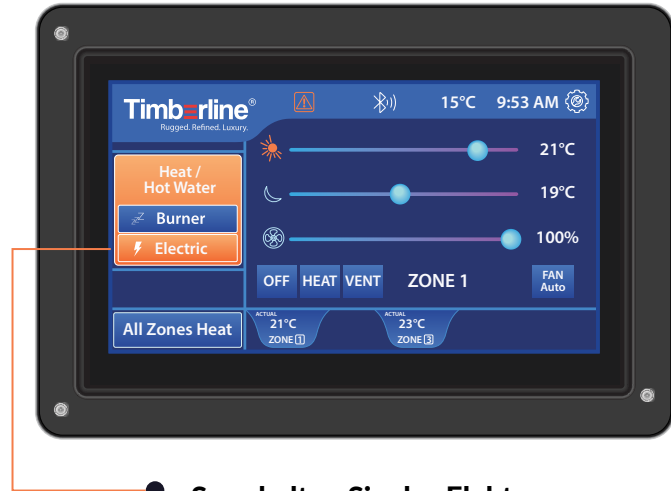 Timberline®
15°C 9:53 AM
Rugged. Refined. Luxury.
21°C
Heat /
Hot Water
19°C
zZ Burner
Electric
100%
OFF HEAT VENT ZONE 1 FAN Auto
All Zones Heat
ACTUAL 21°C ZONE 1
ACTUAL 23°C ZONE 3